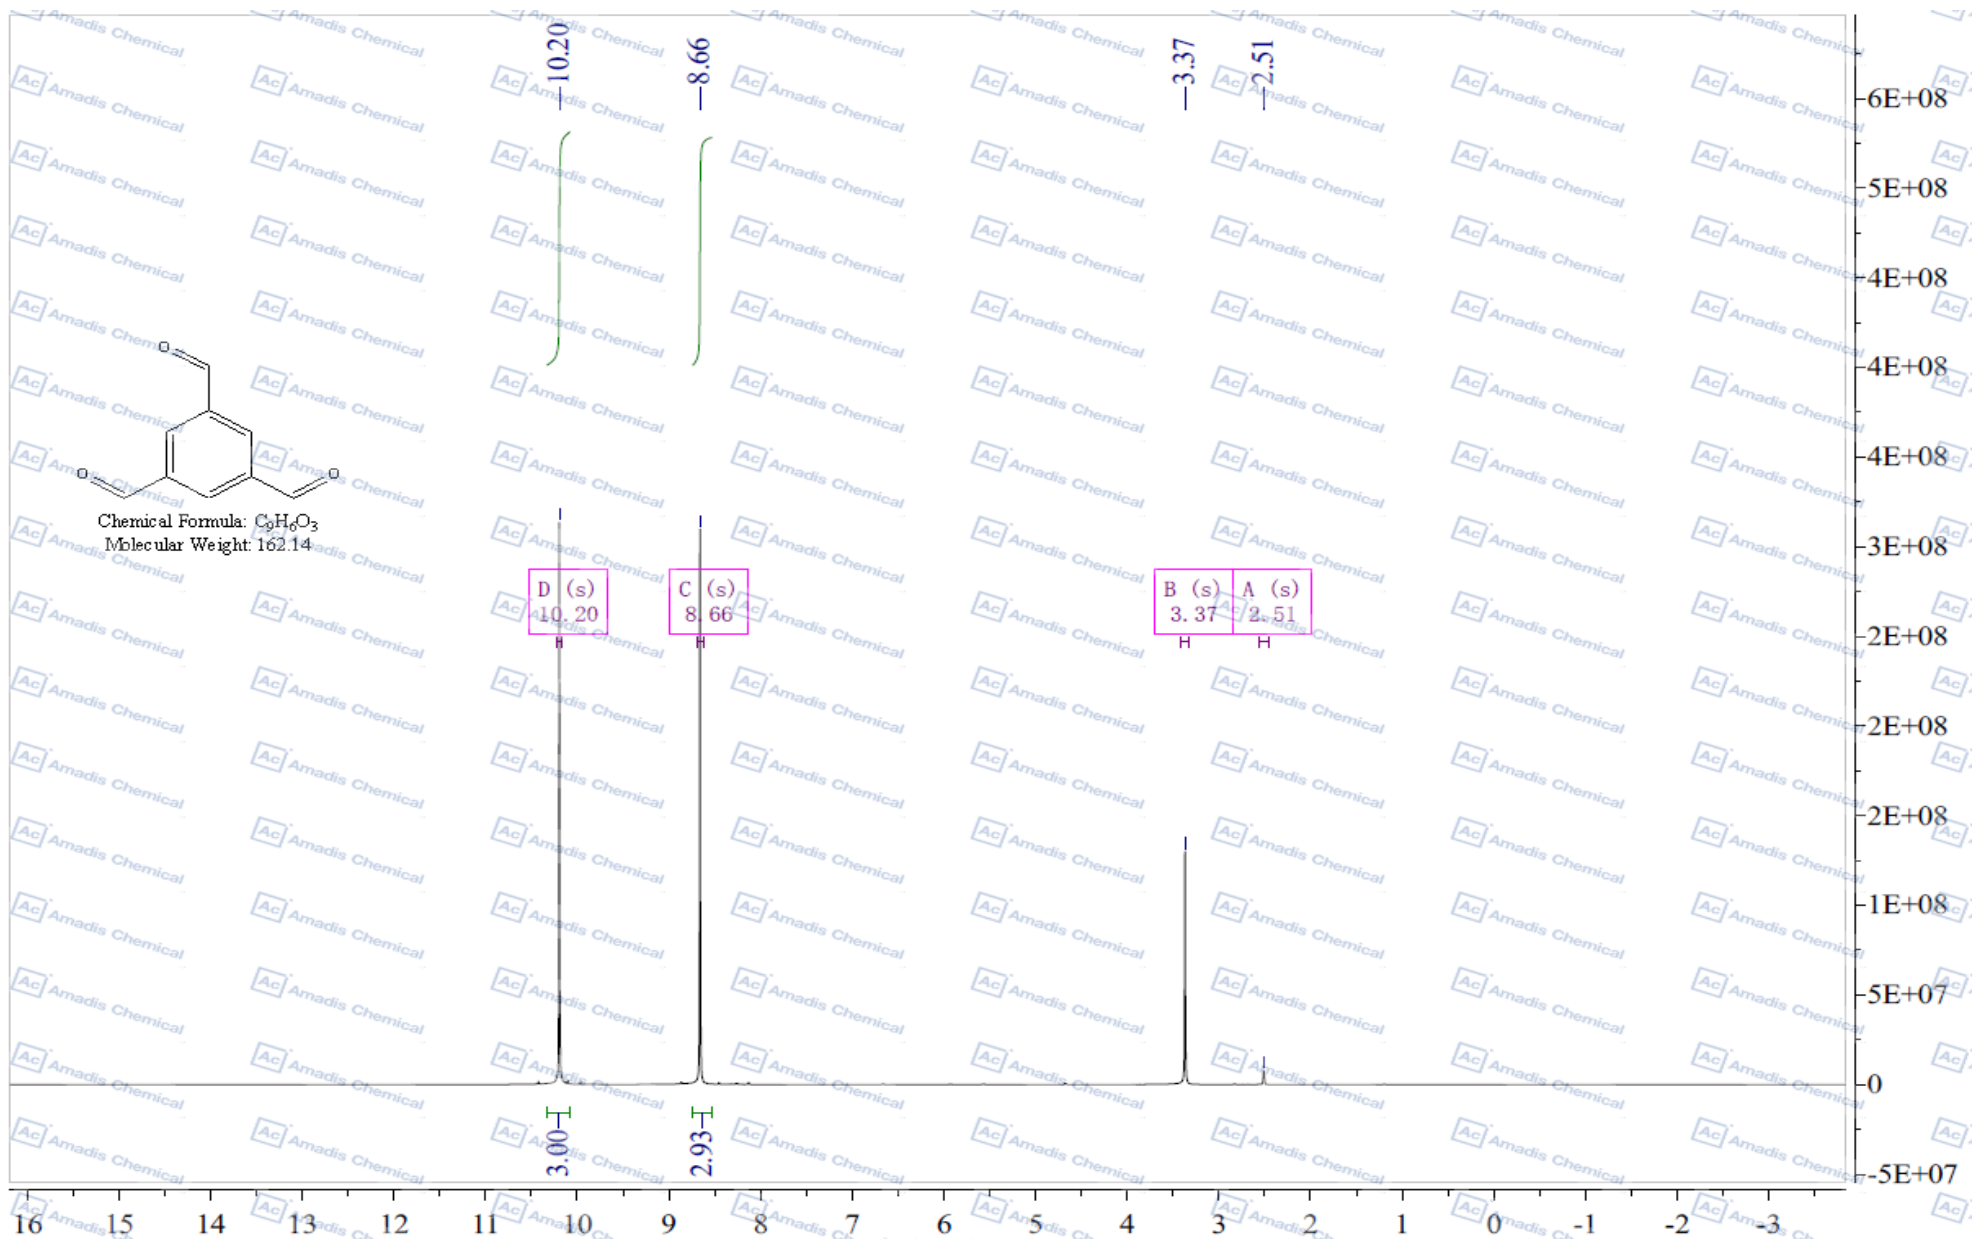 10.20
8.66
3.37
2.51
6E+08
5E+08
4E+08
4E+08
4E+08
3E+08
2E+08
2E+08
2E+08
1E+08
5E+07
0
-5E+07
O
O
O
Chemical Formula: C₉H₆O₃
Molecular Weight: 162.14
D (s)
10.20
C (s)
8.66
B (s)
3.37
A (s)
2.51
3.00
2.93
16 15 14 13 12 11 10 9 8 7 6 5 4 3 2 1 0 -1 -2 -3
Ac Amadis Chemical